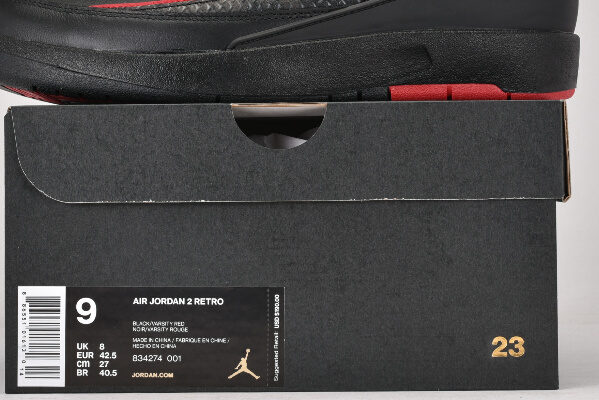 9
AIR JORDAN 2 RETRO
BLACK/VARSITY RED
NOIR/VARSITY ROUGE
MADE IN CHINA / FABRIQUE EN CHINE /
HECHO EN CHINA
834274 001
JORDAN.COM
UK 8
EUR 42.5
cm 27
BR 40.5
Suggested Retail: USD $190.00
23